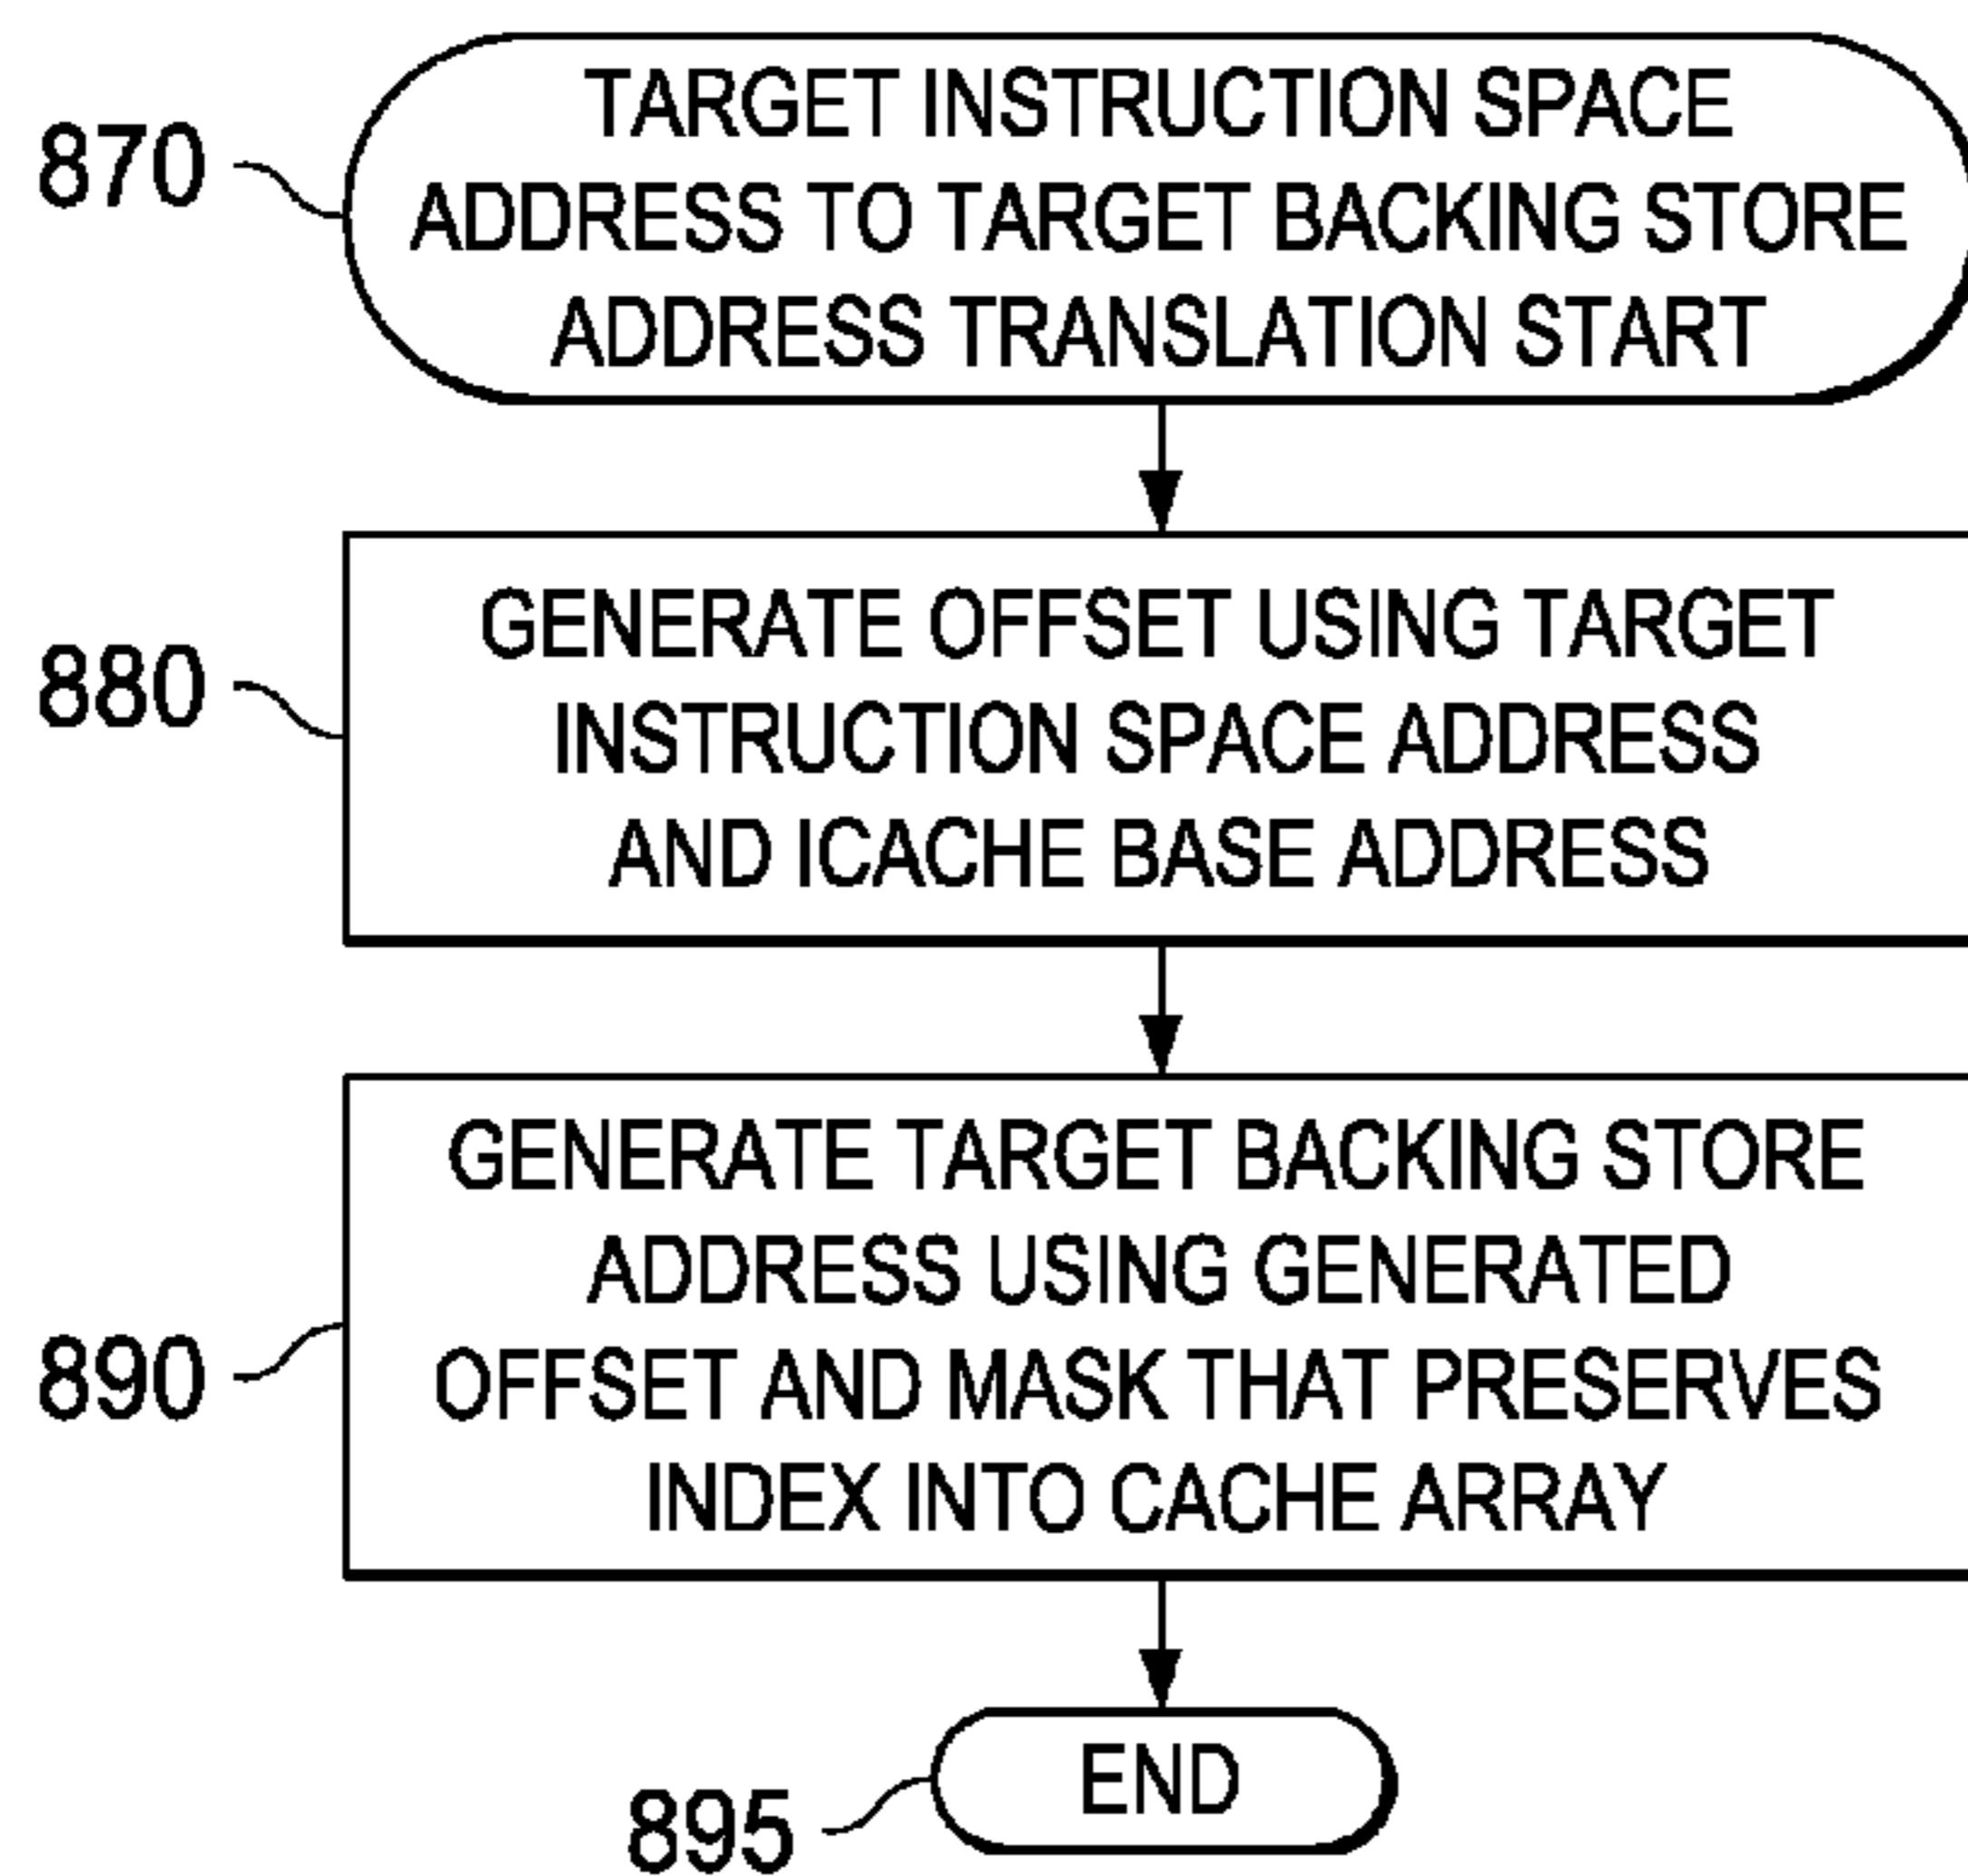 870
TARGET INSTRUCTION SPACE
ADDRESS TO TARGET BACKING STORE
ADDRESS TRANSLATION START
880
GENERATE OFFSET USING TARGET
INSTRUCTION SPACE ADDRESS
AND ICACHE BASE ADDRESS
890
GENERATE TARGET BACKING STORE
ADDRESS USING GENERATED
OFFSET AND MASK THAT PRESERVES
INDEX INTO CACHE ARRAY
895
END